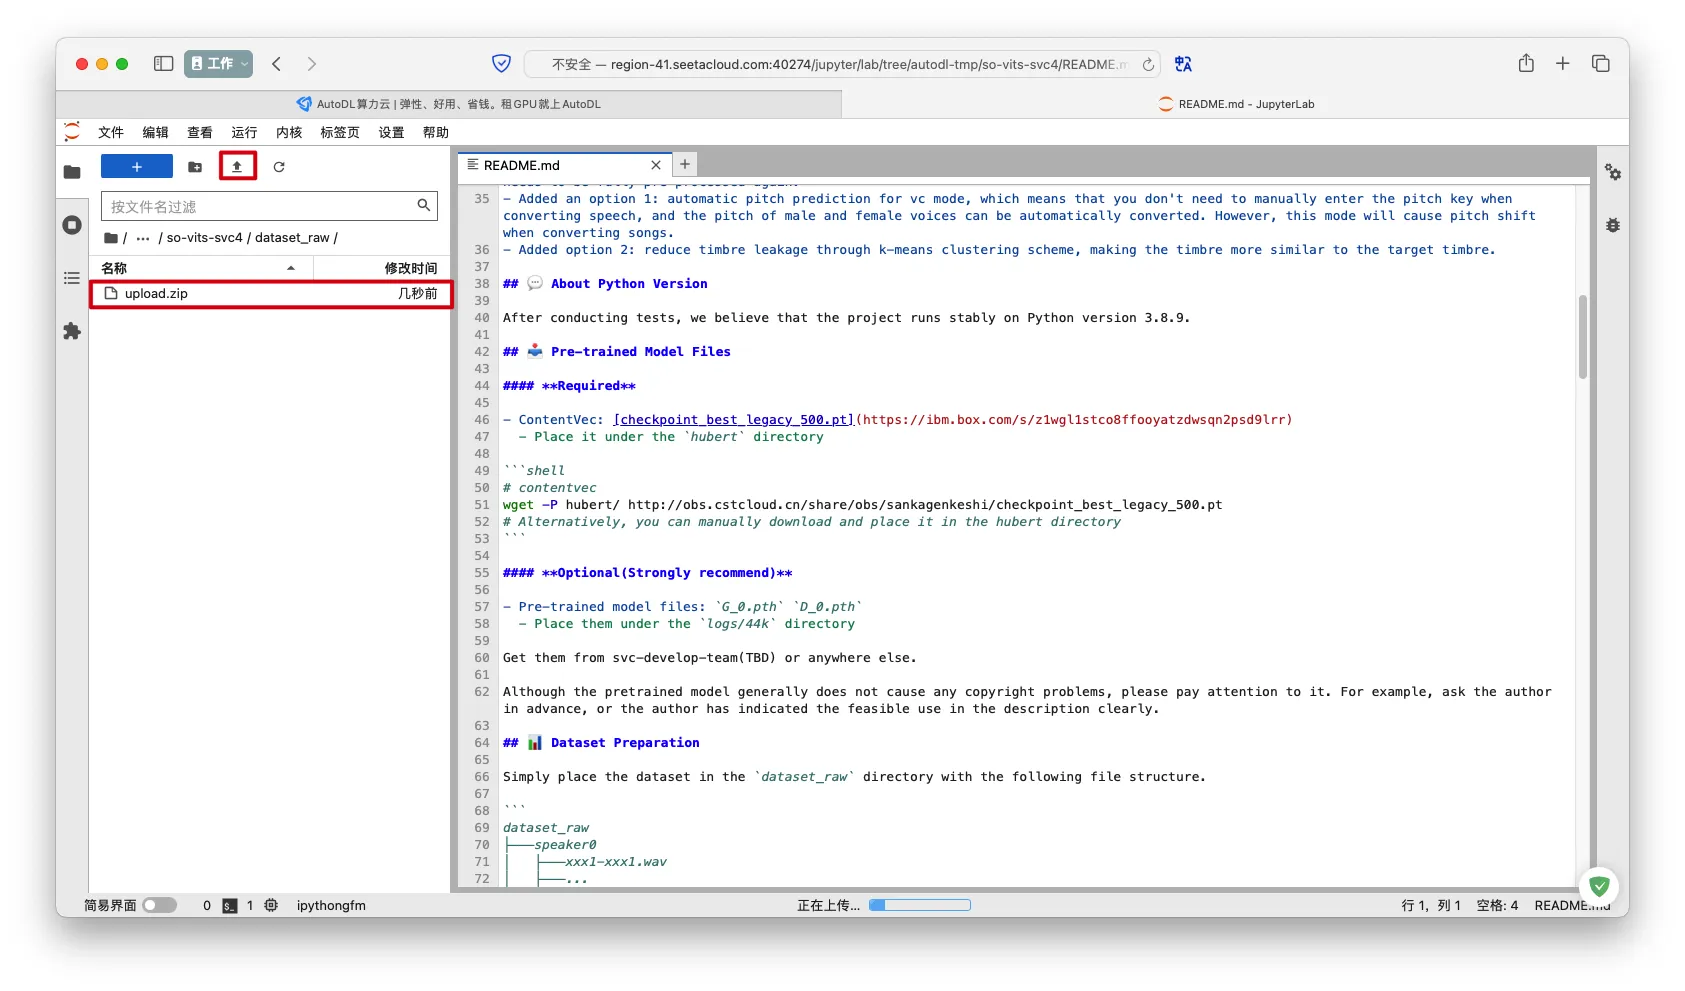 工作
不安全 — region-41.seetacloud.com:40274/jupyter/lab/tree/autodl-tmp/so-vits-svc4/README.m
AutoDL算力云 | 弹性、好用、省钱。租GPU就上AutoDL
README.md - JupyterLab
文件 编辑 查看 运行 内核 标签页 设置 帮助
README.md
按文件名过滤
/ ··· / so-vits-svc4 / dataset_raw /
名称 修改时间
upload.zip 几秒前
needs to be fully pre-processed again.
35 - Added an option 1: automatic pitch prediction for vc mode, which means that you don't need to manually enter the pitch key when
converting speech, and the pitch of male and female voices can be automatically converted. However, this mode will cause pitch shift
when converting songs.
36 - Added option 2: reduce timbre leakage through k-means clustering scheme, making the timbre more similar to the target timbre.
37
38 ## 💬 About Python Version
39
40 After conducting tests, we believe that the project runs stably on Python version 3.8.9.
41
42 ## 📥 Pre-trained Model Files
43
44 #### **Required**
45
46 - ContentVec: [checkpoint_best_legacy_500.pt](https://ibm.box.com/s/z1wgl1stco8ffooyatzdwsqn2psd9lrr)
47 - Place it under the `hubert` directory
48
49 ```shell
50 # contentvec
51 wget -P hubert/ http://obs.cstcloud.cn/share/obs/sankagenkeshi/checkpoint_best_legacy_500.pt
52 # Alternatively, you can manually download and place it in the hubert directory
53 ```
54
55 #### **Optional(Strongly recommend)**
56
57 - Pre-trained model files: `G_0.pth` `D_0.pth`
58 - Place them under the `logs/44k` directory
59
60 Get them from svc-develop-team(TBD) or anywhere else.
61
62 Although the pretrained model generally does not cause any copyright problems, please pay attention to it. For example, ask the author
in advance, or the author has indicated the feasible use in the description clearly.
63
64 ## 📊 Dataset Preparation
65
66 Simply place the dataset in the `dataset_raw` directory with the following file structure.
67
68 ```
69 dataset_raw
70 ├───speaker0
71 │   ├───xxx1-xxx1.wav
72 │   ├───...
简易界面 0 1 ipythongfm
正在上传...
行 1，列 1 空格: 4 README.md